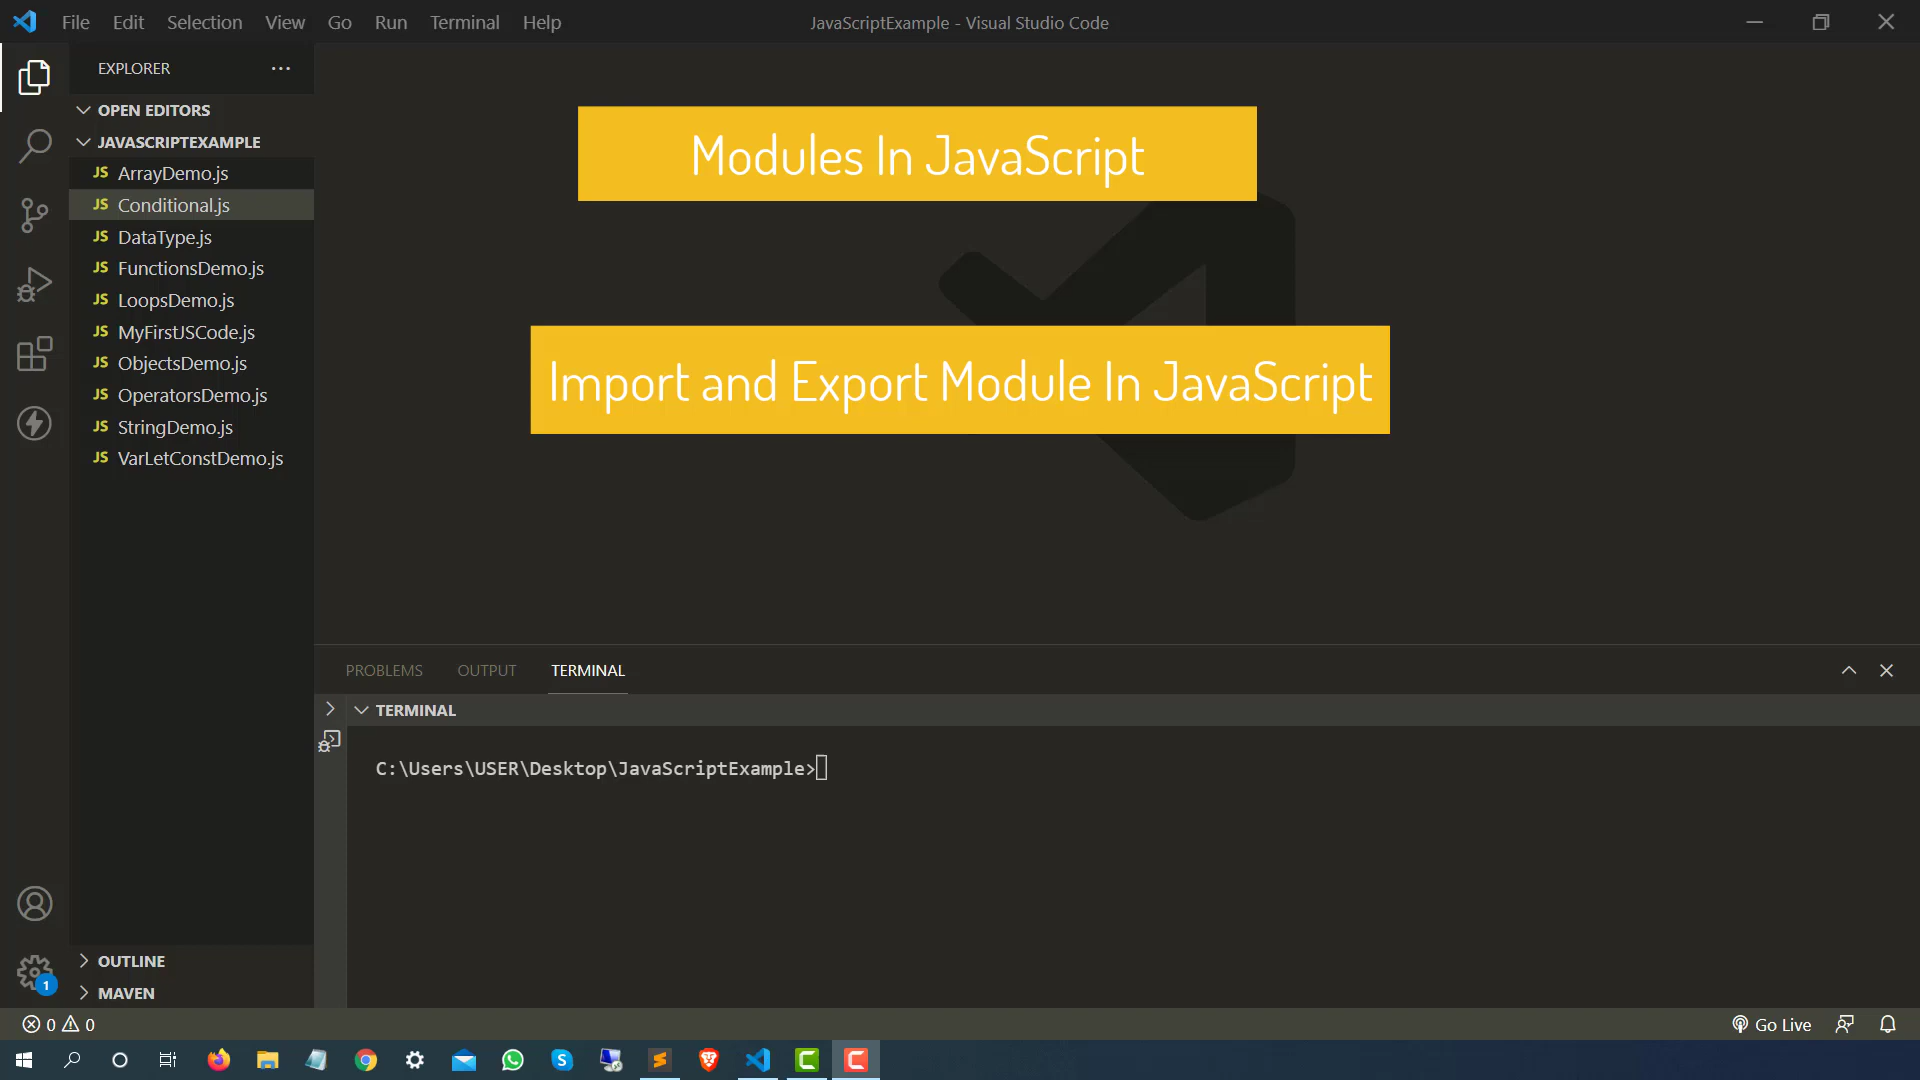 File Edit Selection View Go Run Terminal Help
JavaScriptExample - Visual Studio Code
EXPLORER
OPEN EDITORS
JAVASCRIPTEXAMPLE
JS ArrayDemo.js
JS Conditional.js
JS DataType.js
JS FunctionsDemo.js
JS LoopsDemo.js
JS MyFirstJSCode.js
JS ObjectsDemo.js
JS OperatorsDemo.js
JS StringDemo.js
JS VarLetConstDemo.js
OUTLINE
MAVEN
Modules In JavaScript
Import and Export Module In JavaScript
PROBLEMS OUTPUT TERMINAL
TERMINAL
C:\Users\USER\Desktop\JavaScriptExample>
1
0 0
Go Live